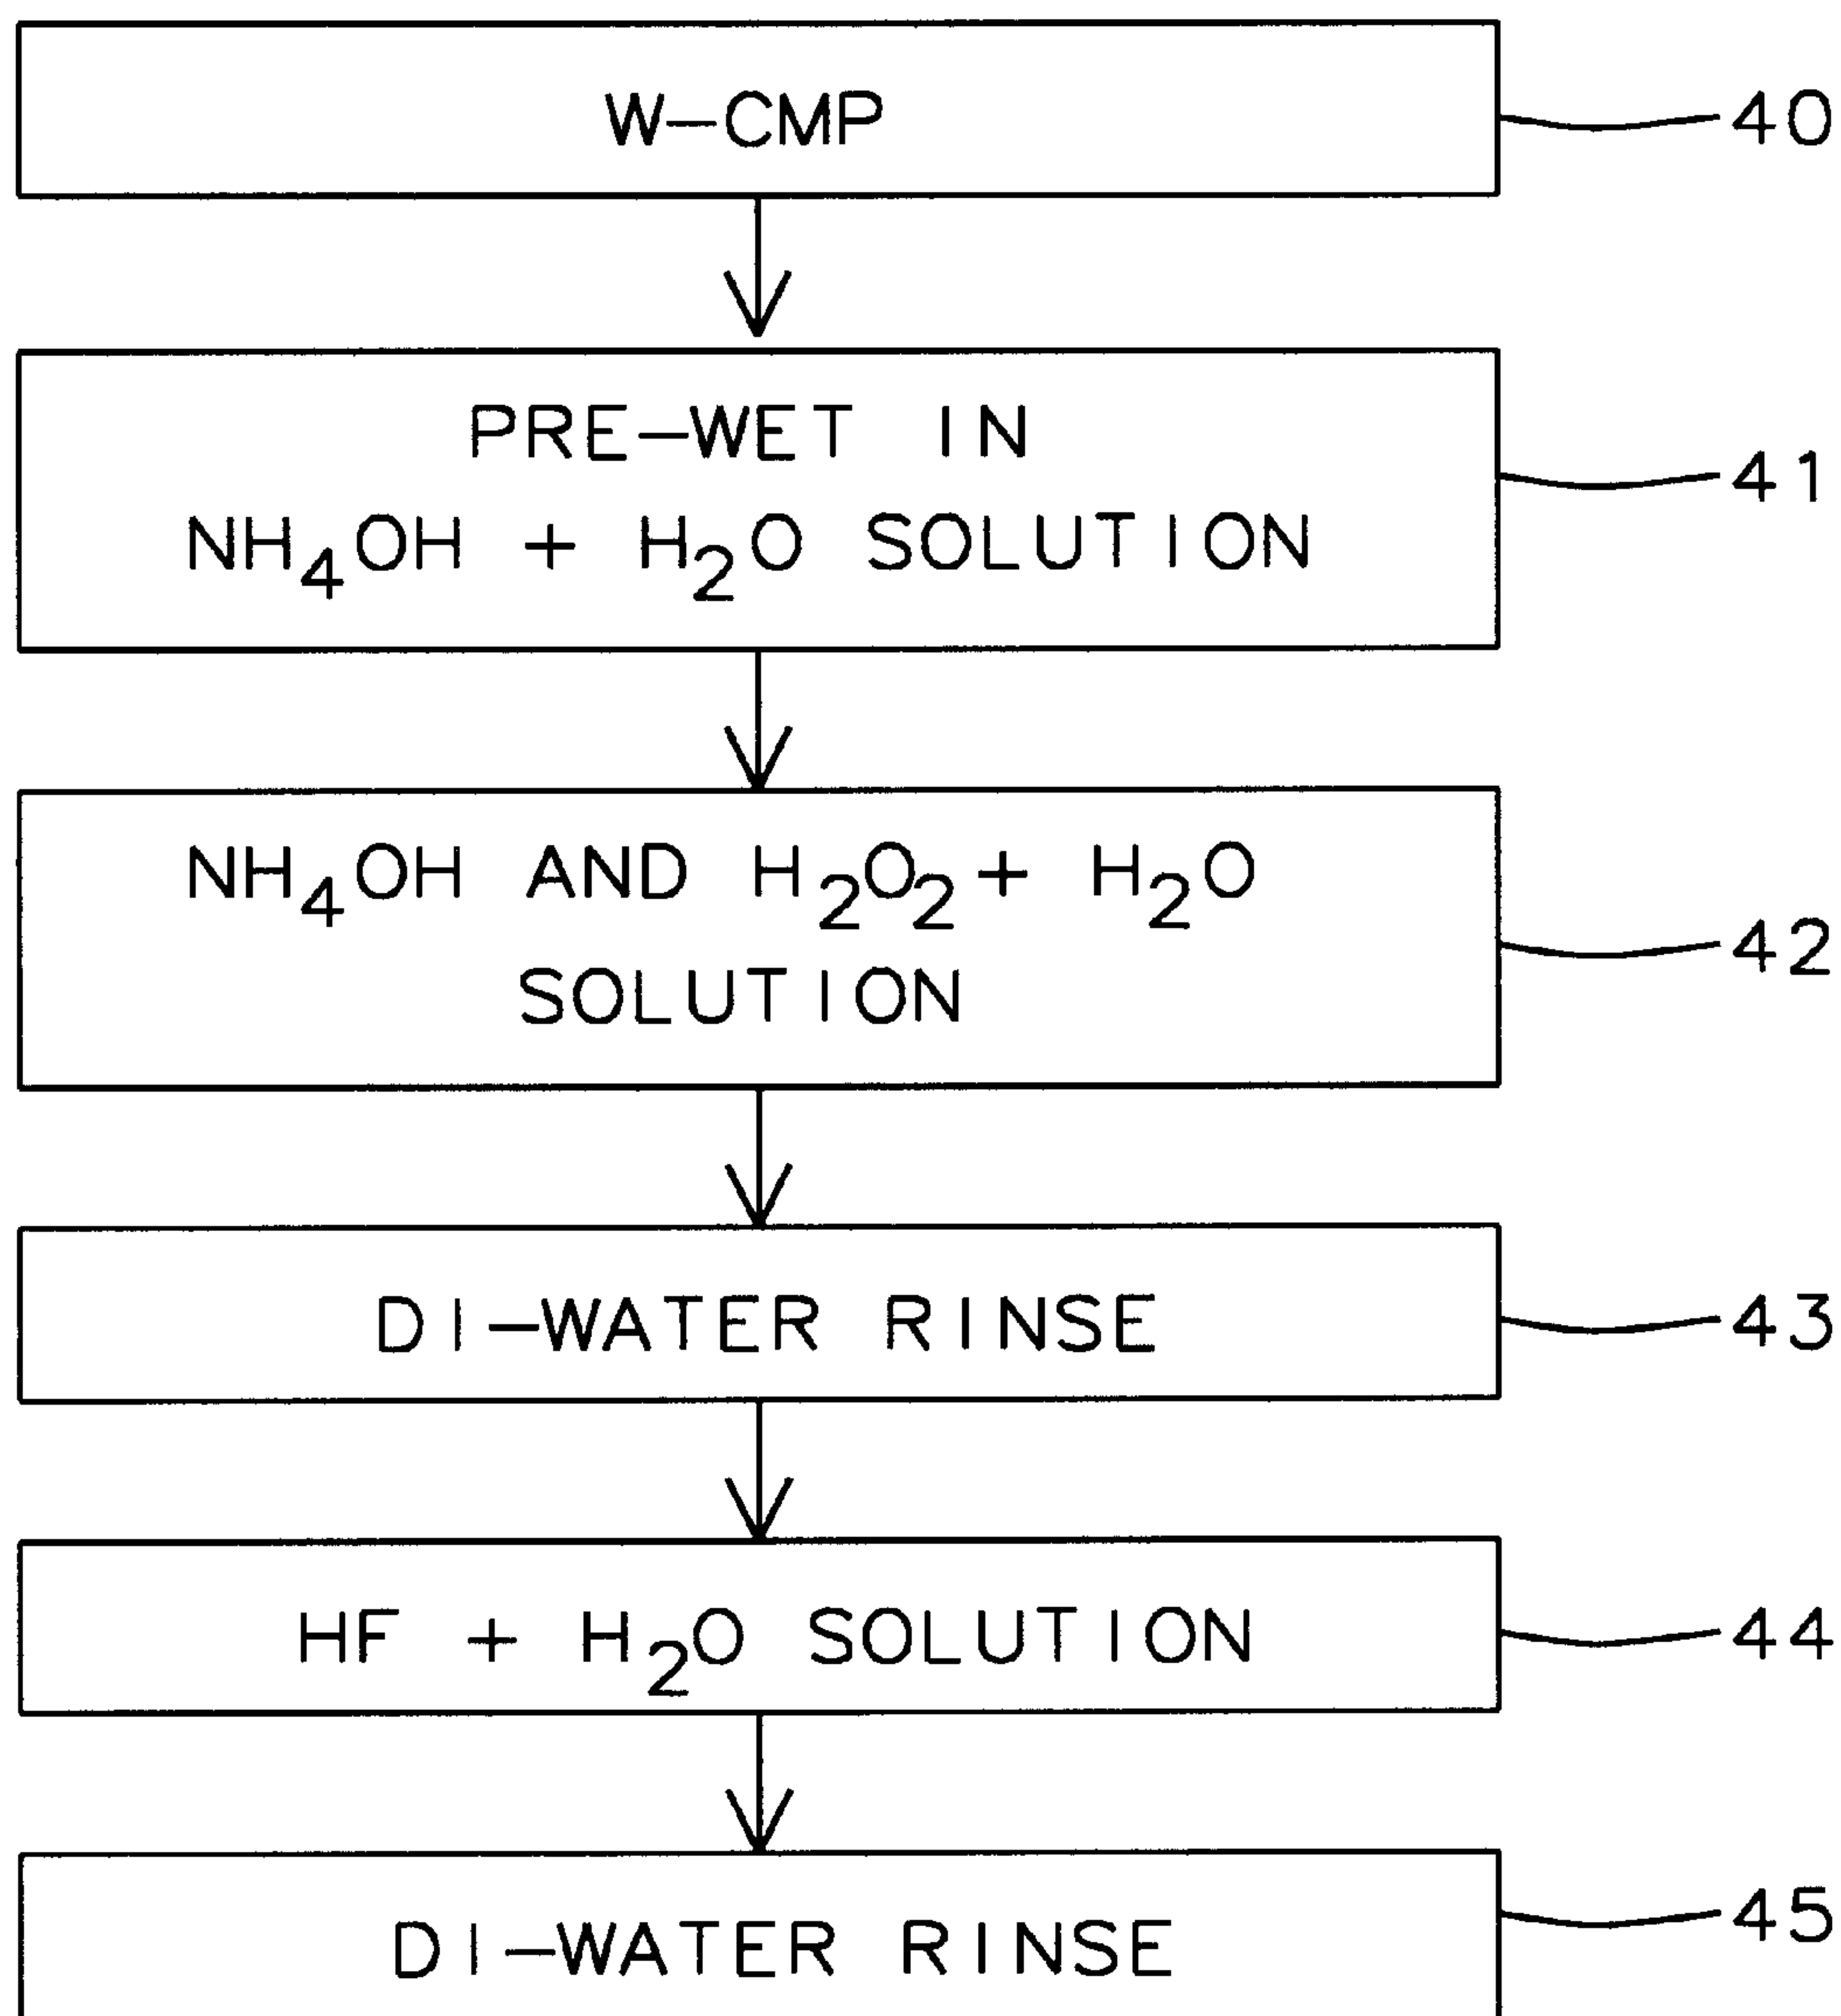 W-CMP
40
PRE-WET IN
NH₄OH + H₂O SOLUTION
41
NH₄OH AND H₂O₂+ H₂O
SOLUTION
42
DI-WATER RINSE
43
HF + H₂O SOLUTION
44
DI-WATER RINSE
45